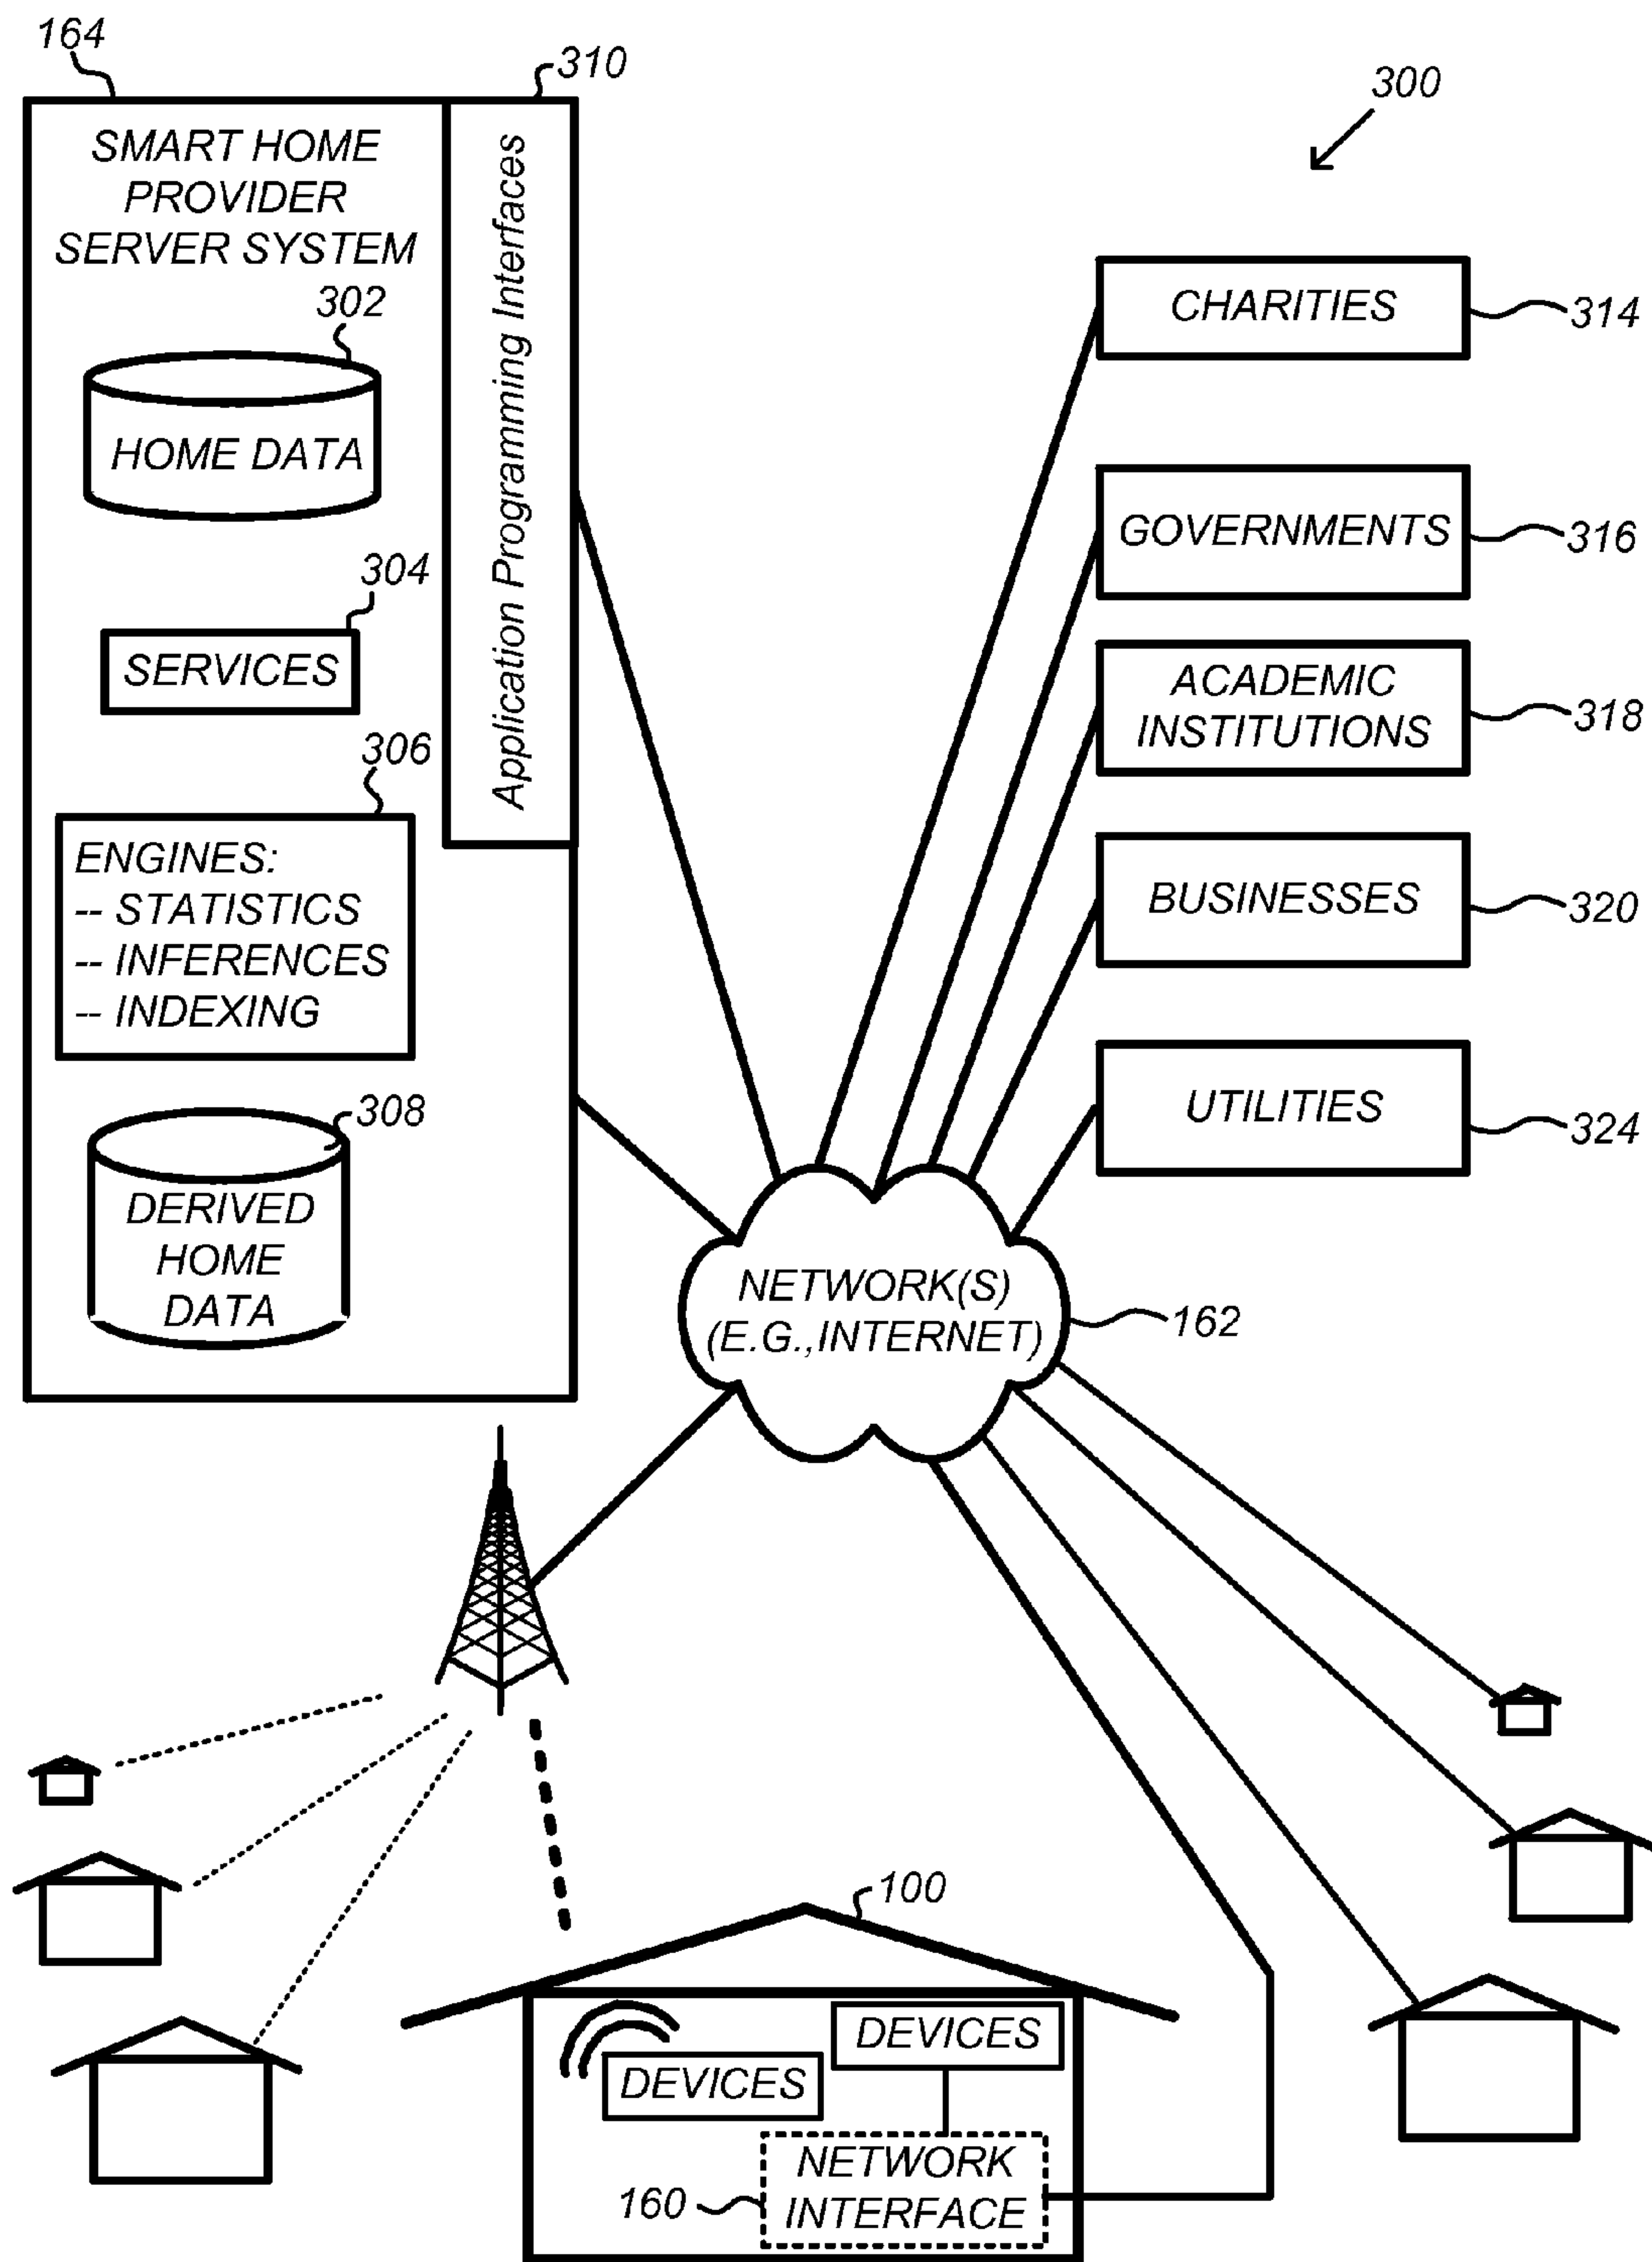 164
310
300
SMART HOME
PROVIDER
SERVER SYSTEM
Application Programming Interfaces
302
HOME DATA
304
SERVICES
306
ENGINES:
-- STATISTICS
-- INFERENCES
-- INDEXING
308
DERIVED
HOME
DATA
CHARITIES
314
GOVERNMENTS
316
ACADEMIC
INSTITUTIONS
318
BUSINESSES
320
UTILITIES
324
NETWORK(S)
(E.G.,INTERNET)
162
100
DEVICES
DEVICES
NETWORK
INTERFACE
160